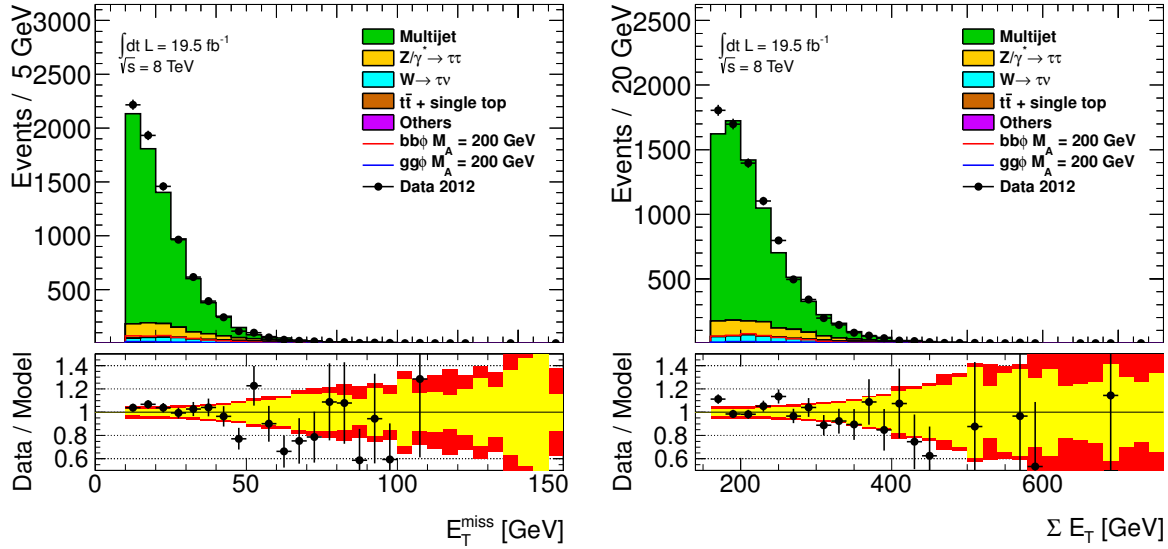 Events / 5 GeV
3000
2500
2000
1500
1000
500
∫dt L = 19.5 fb⁻¹
√s = 8 TeV
Multijet
Z/γ* → ττ
W → τν
tt̄ + single top
Others
bbϕ M_A = 200 GeV
ggϕ M_A = 200 GeV
Data 2012
Data / Model
1.4
1.2
1
0.8
0.6
0
50
100
150
E_T^miss [GeV]
Events / 20 GeV
2500
2000
1500
1000
500
∫dt L = 19.5 fb⁻¹
√s = 8 TeV
Multijet
Z/γ* → ττ
W → τν
tt̄ + single top
Others
bbϕ M_A = 200 GeV
ggϕ M_A = 200 GeV
Data 2012
Data / Model
1.4
1.2
1
0.8
0.6
200
400
600
Σ E_T [GeV]